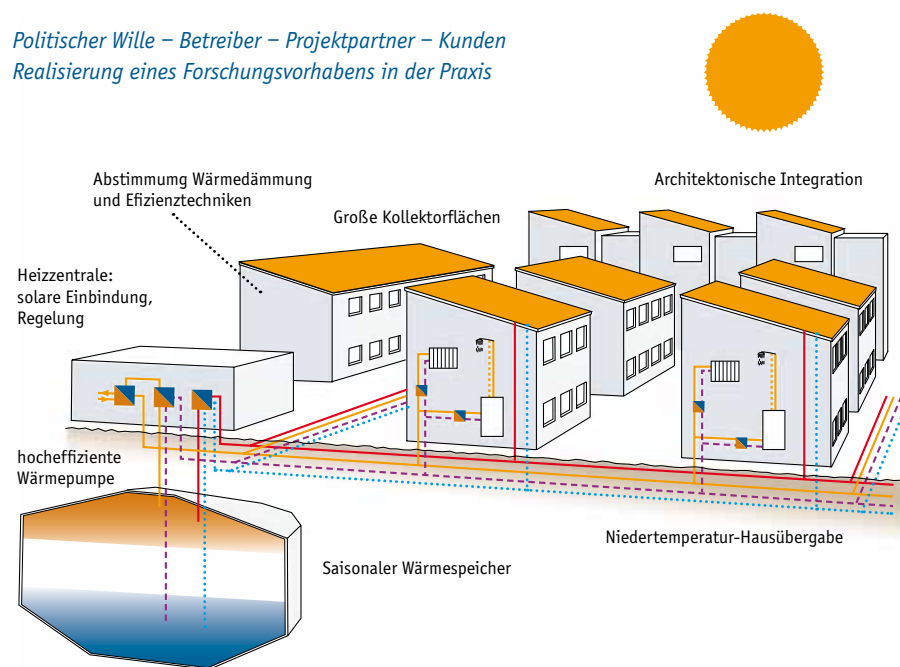 Politischer Wille – Betreiber – Projektpartner – Kunden
Realisierung eines Forschungsvorhabens in der Praxis
Abstimmung Wärmedämmung
und Efizienztechniken
Architektonische Integration
Große Kollektorflächen
Heizzentrale:
solare Einbindung,
Regelung
hocheffiziente
Wärmepumpe
Niedertemperatur-Hausübergabe
Saisonaler Wärmespeicher